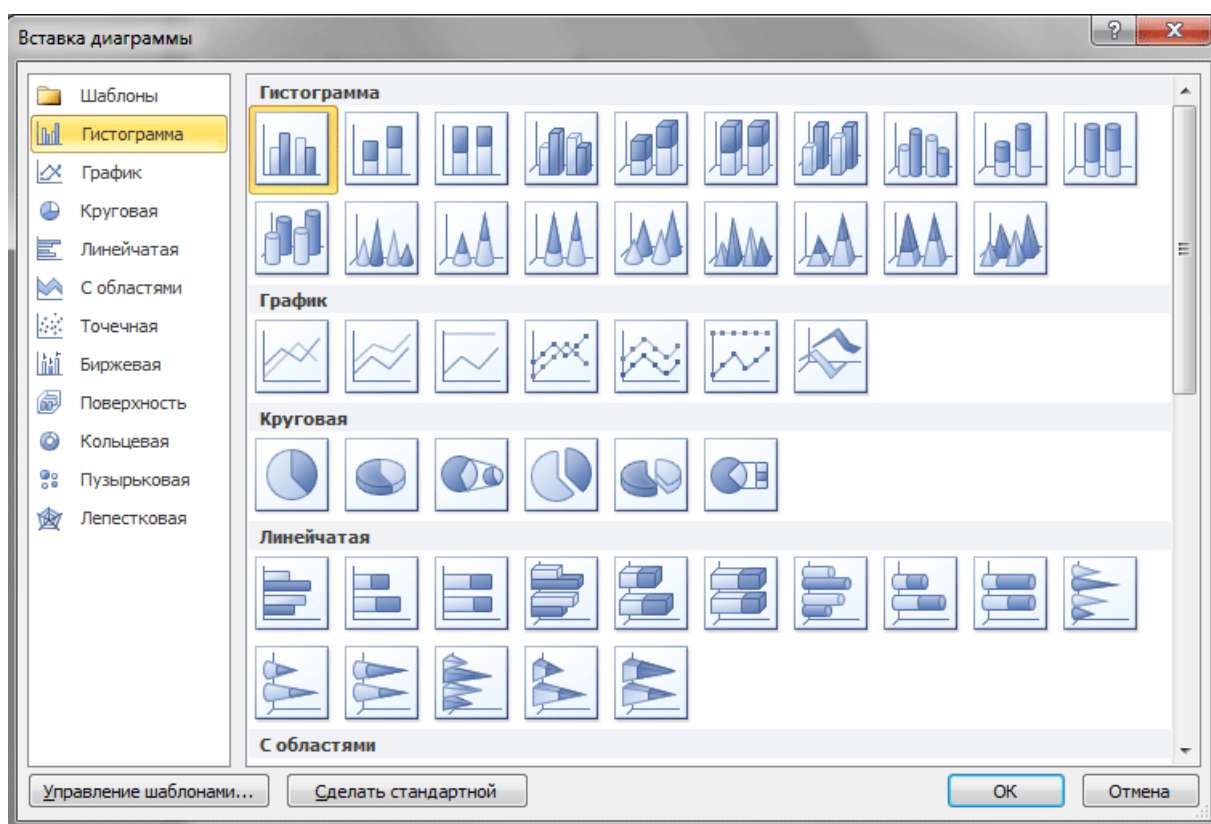 Вставка диаграммы
Шаблоны
Гистограмма
График
Круговая
Линейчатая
С областями
Точечная
Биржевая
Поверхность
Кольцевая
Пузырьковая
Лепестковая
Гистограмма
График
Круговая
Линейчатая
С областями
Управление шаблонами...
Сделать стандартной
ОК
Отмена